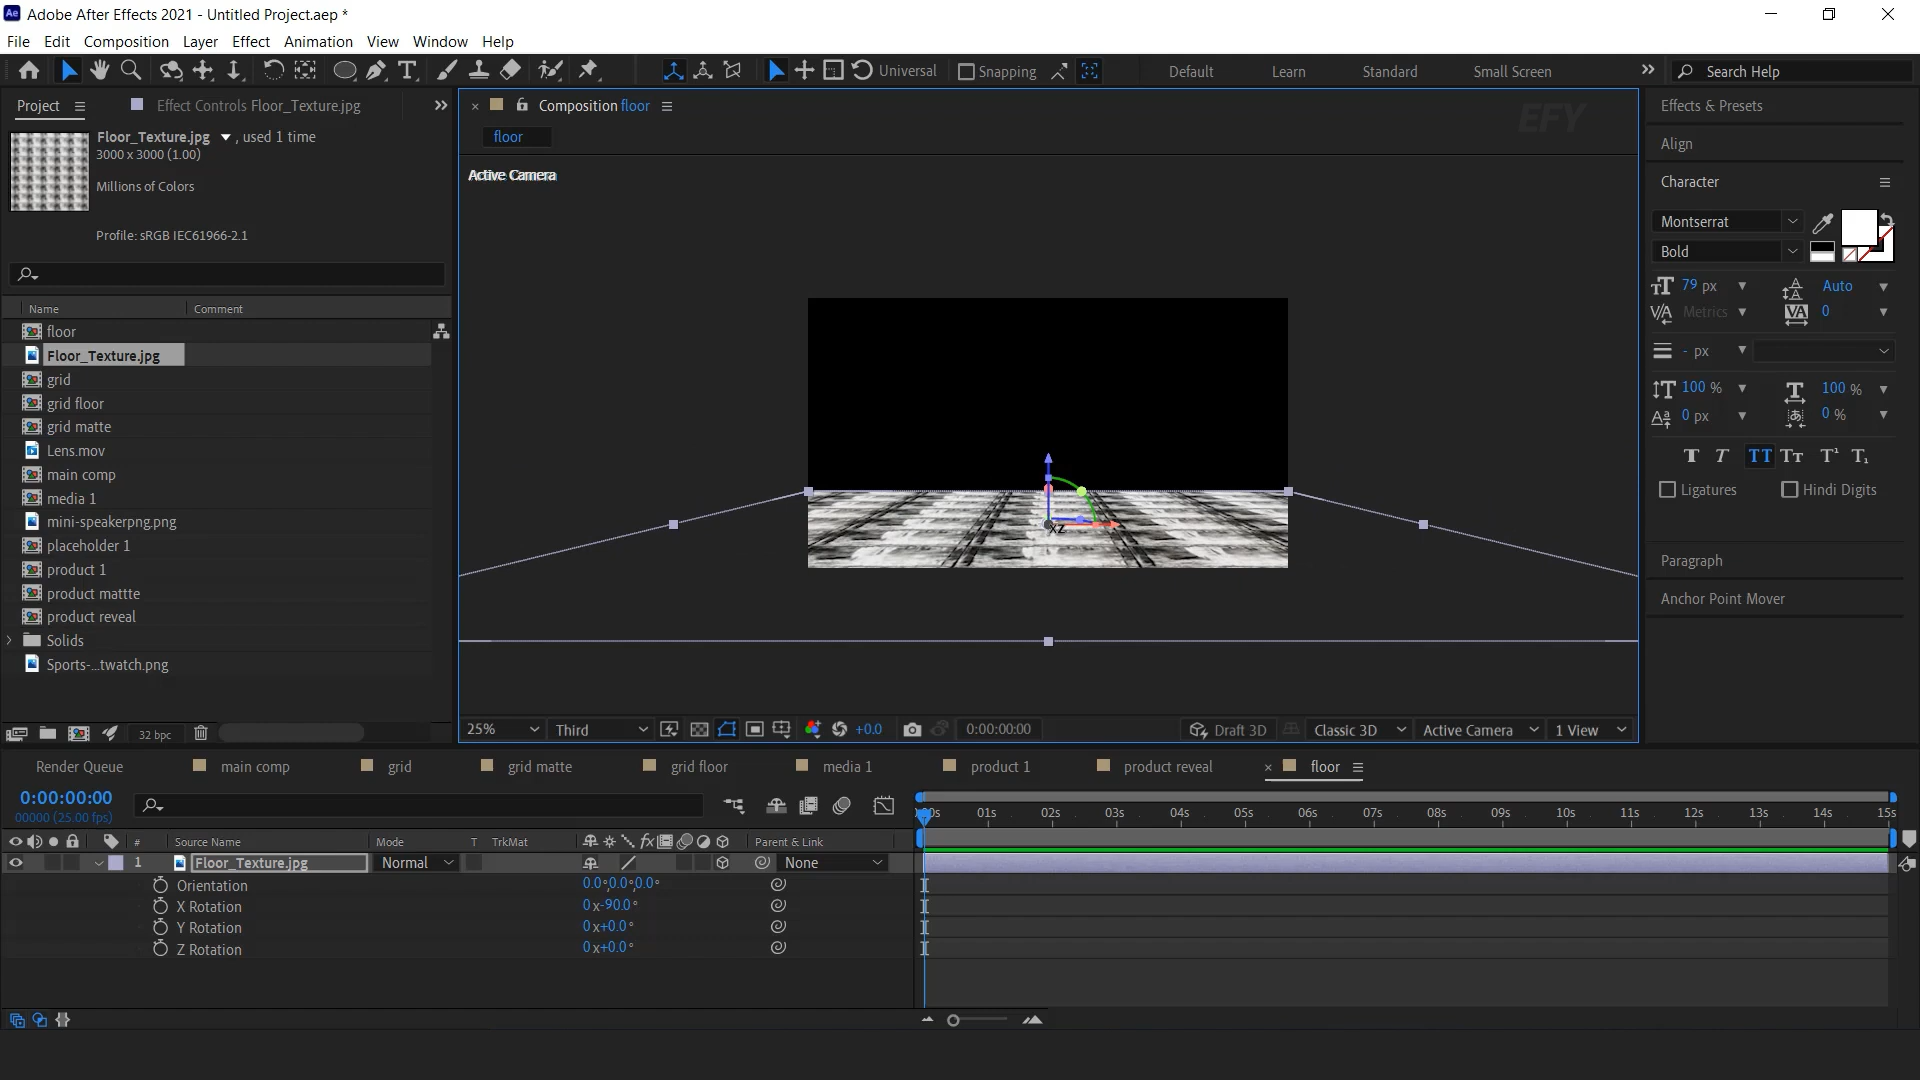 Adobe After Effects 2021 - Untitled Project.aep *
File Edit Composition Layer Effect Animation View Window Help
Universal Snapping Default Learn Standard Small Screen Search Help
Project Effect Controls Floor_Texture.jpg
Floor_Texture.jpg , used 1 time
3000 x 3000 (1.00)
Millions of Colors
Profile: sRGB IEC61966-2.1
Name Comment
floor
Floor_Texture.jpg
grid
grid floor
grid matte
Lens.mov
main comp
media 1
mini-speakerpng.png
placeholder 1
product 1
product mattte
product reveal
Solids
Sports-...twatch.png
32 bpc
Composition floor
floor
EFY
Active Camera
XZ
25% Third +0.0 0:00:00:00 Draft 3D Classic 3D Active Camera 1 View
Effects & Presets
Align
Character
Montserrat
Bold
79 px Auto
Metrics 0
- px
100 % 100 %
0 px 0 %
Ligatures Hindi Digits
Paragraph
Anchor Point Mover
Render Queue main comp grid grid matte grid floor media 1 product 1 product reveal floor
0:00:00:00
00000 (25.00 fps)
01s 02s 03s 04s 05s 06s 07s 08s 09s 10s 11s 12s 13s 14s 15s
# Source Name Mode T TrkMat Parent & Link
1 Floor_Texture.jpg Normal None
Orientation 0.0°,0.0°,0.0°
X Rotation 0x-90.0°
Y Rotation 0x+0.0°
Z Rotation 0x+0.0°